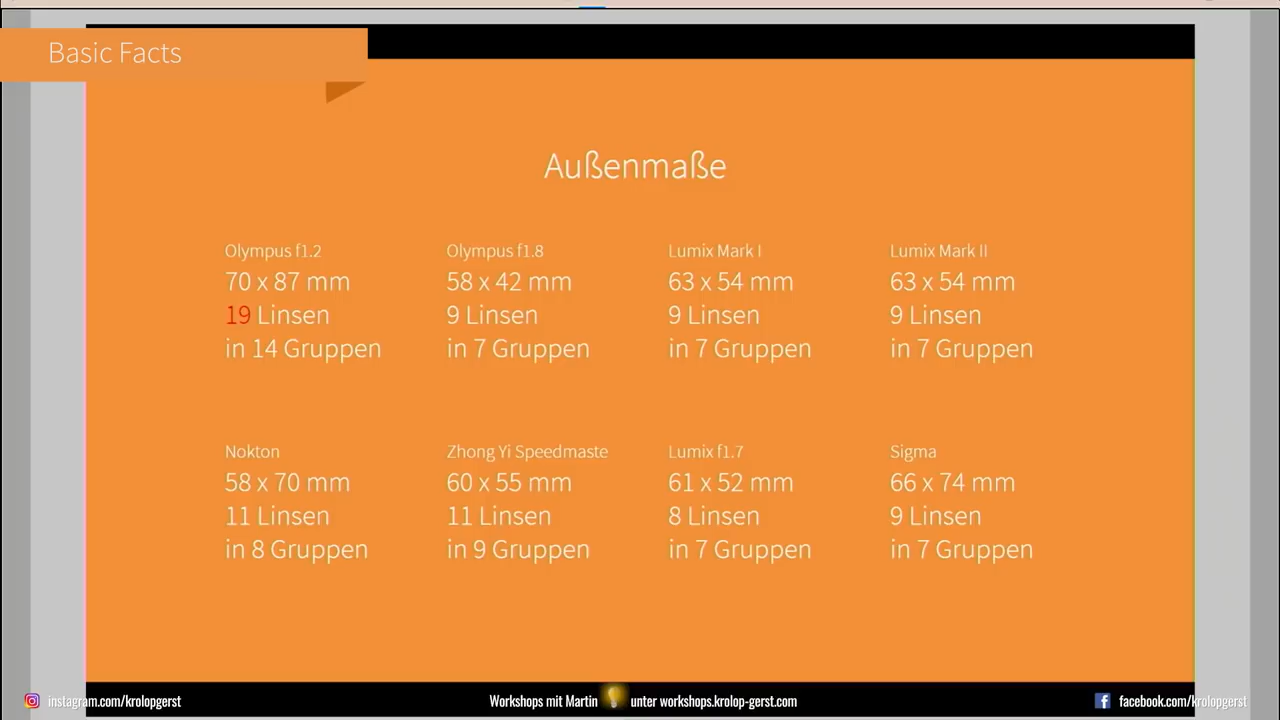 Basic Facts
Außenmaße
Olympus f1.2
70 x 87 mm
19 Linsen
in 14 Gruppen
Olympus f1.8
58 x 42 mm
9 Linsen
in 7 Gruppen
Lumix Mark I
63 x 54 mm
9 Linsen
in 7 Gruppen
Lumix Mark II
63 x 54 mm
9 Linsen
in 7 Gruppen
Nokton
58 x 70 mm
11 Linsen
in 8 Gruppen
Zhong Yi Speedmaste
60 x 55 mm
11 Linsen
in 9 Gruppen
Lumix f1.7
61 x 52 mm
8 Linsen
in 7 Gruppen
Sigma
66 x 74 mm
9 Linsen
in 7 Gruppen
instagram.com/krolopgerst
Workshops mit Martin unter workshops.krolop-gerst.com
facebook.com/krolopgerst